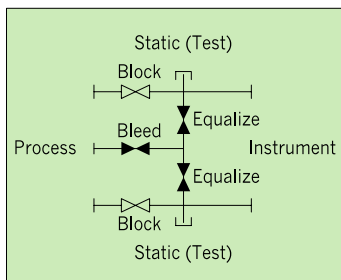 Static (Test)
Block
Equalize
Bleed
Process
Instrument
Equalize
Block
Static (Test)